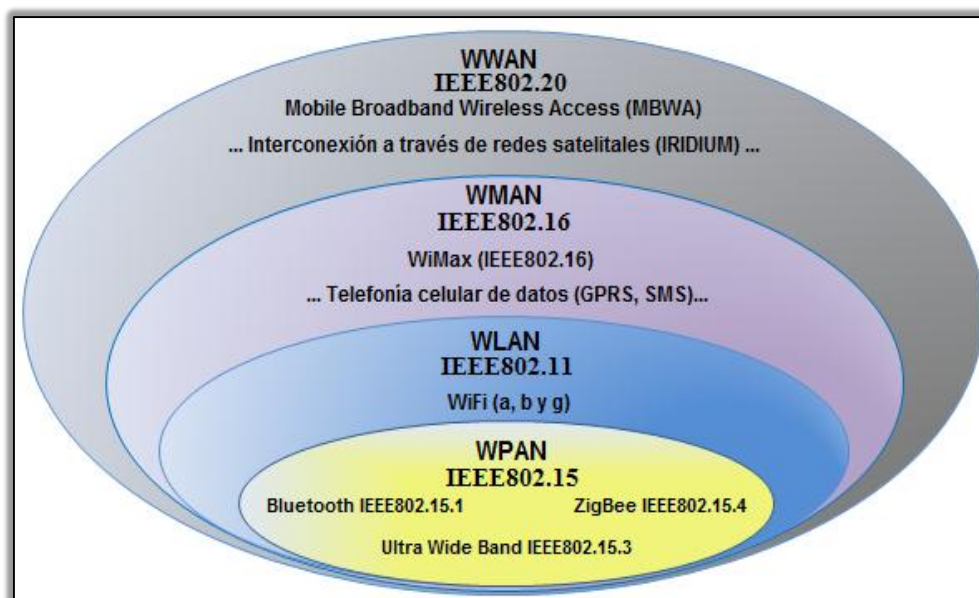 WWAN
IEEE802.20
Mobile Broadband Wireless Access (MBWA)
... Interconexión a través de redes satelitales (IRIDIUM) ...
WMAN
IEEE802.16
WiMax (IEEE802.16)
... Telefonía celular de datos (GPRS, SMS)...
WLAN
IEEE802.11
WiFi (a, b y g)
WPAN
IEEE802.15
Bluetooth IEEE802.15.1 ZigBee IEEE802.15.4
Ultra Wide Band IEEE802.15.3